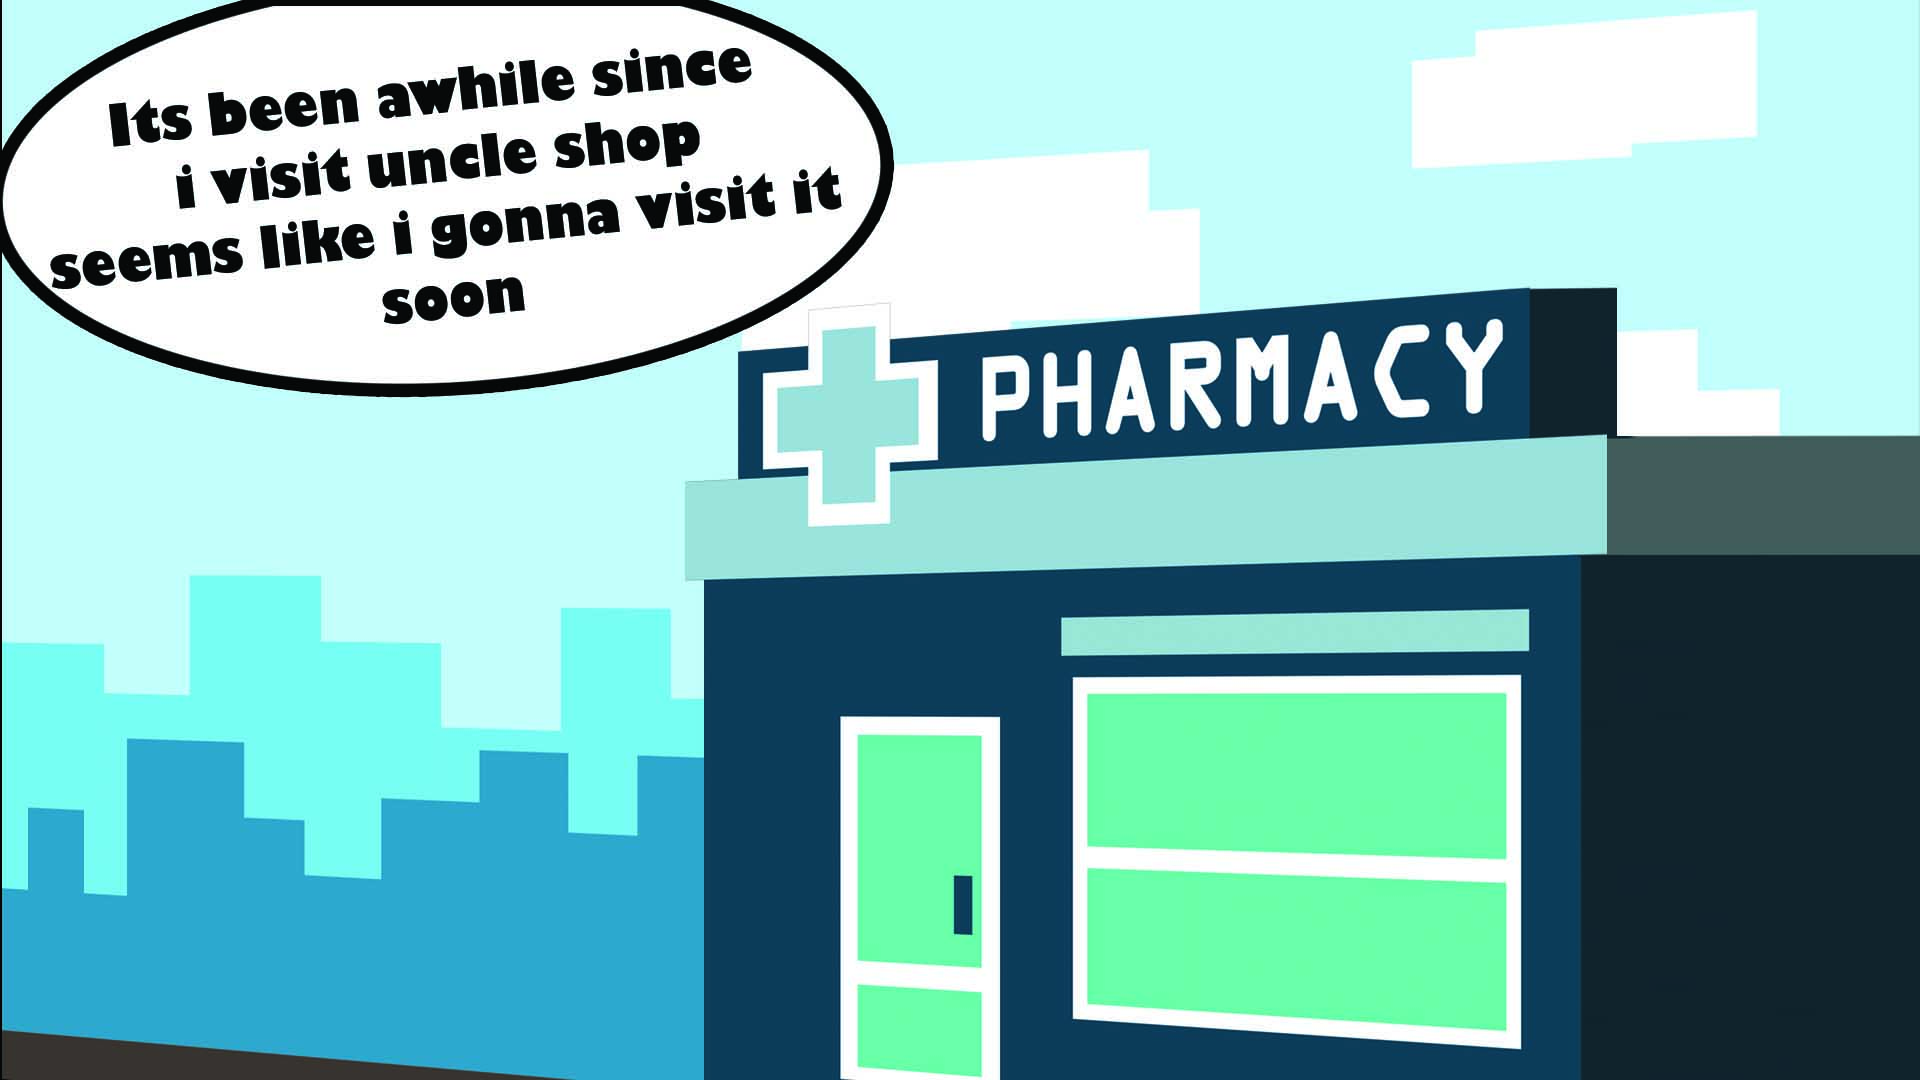 Its been awhile since
i visit uncle shop
seems like i gonna visit it
soon
PHARMACY